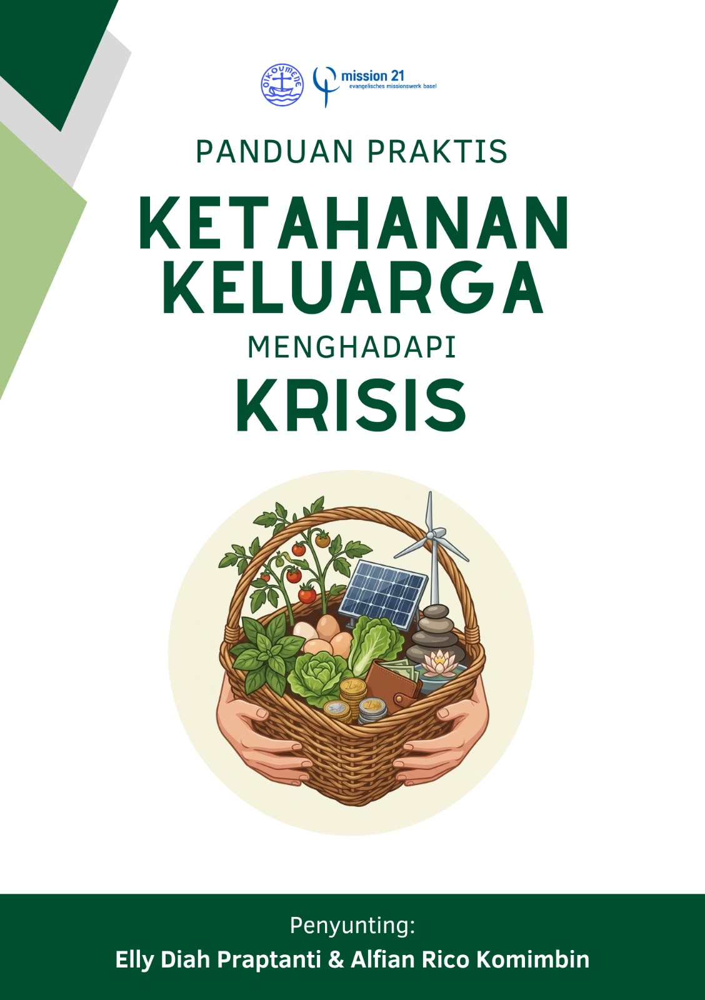 OIKOUMENE
mission 21
evangelisches missionswerk basel
PANDUAN PRAKTIS
KETAHANAN
KELUARGA
MENGHADAPI
KRISIS
Penyunting:
Elly Diah Praptanti & Alfian Rico Komimbin